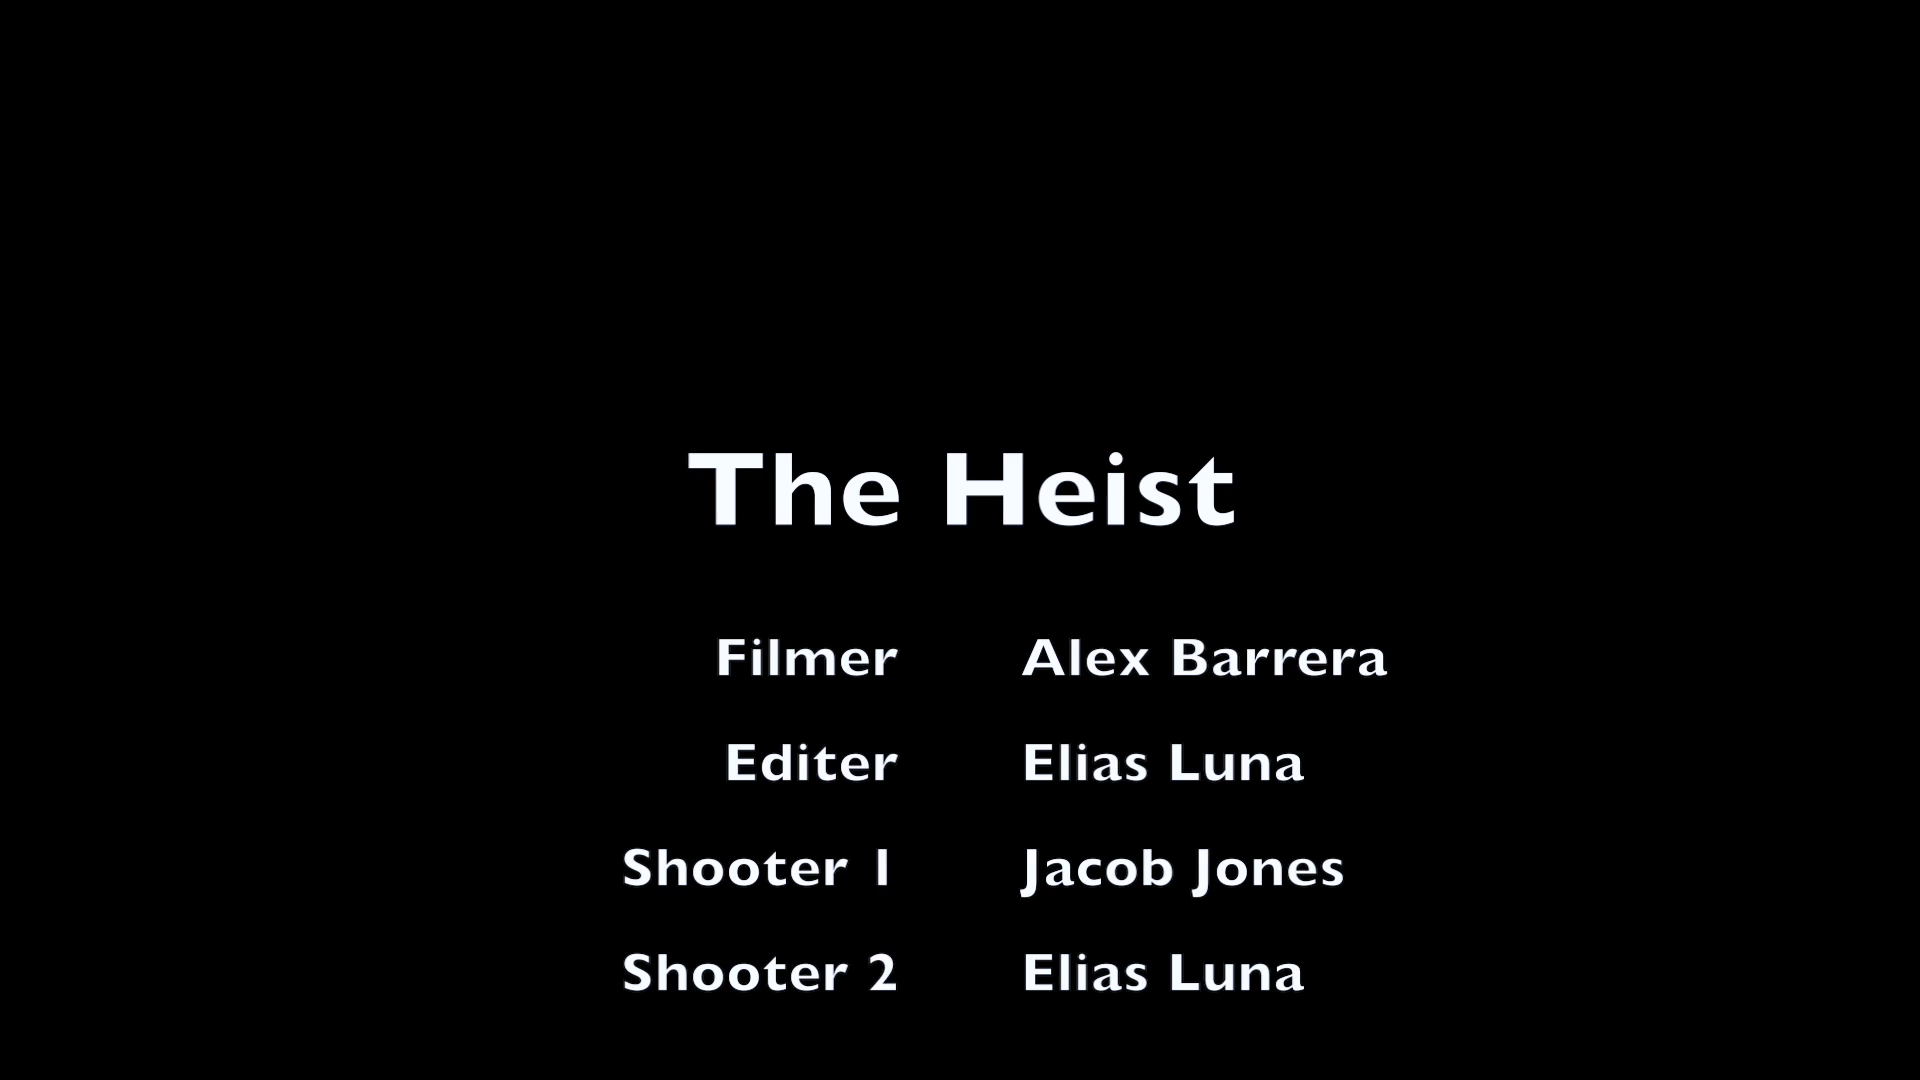 The Heist
Filmer Alex Barrera
Editer Elias Luna
Shooter 1 Jacob Jones
Shooter 2 Elias Luna